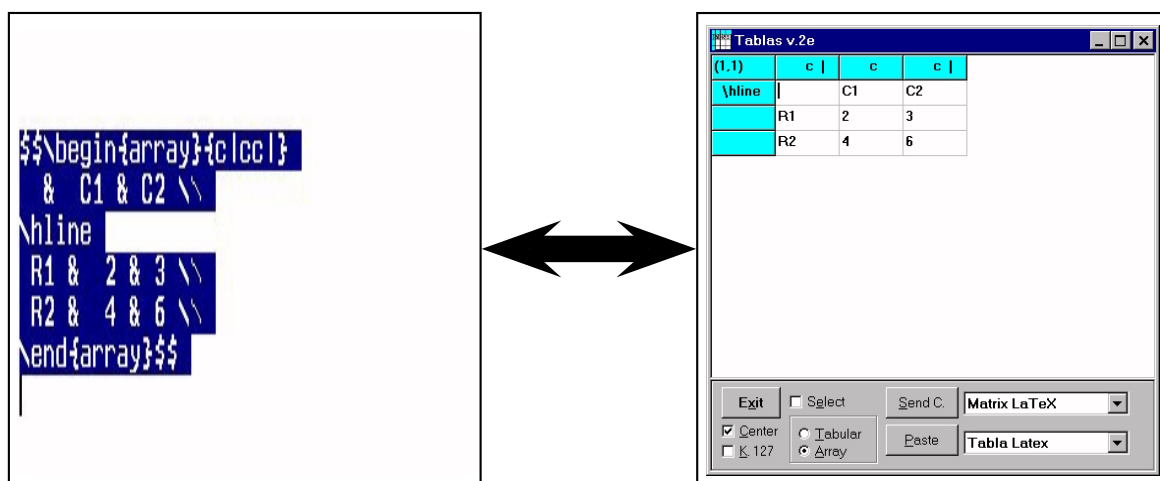 $$\begin{array}{c|cc|}
& C1 & C2 \\
\hline
R1 & 2 & 3 \\
R2 & 4 & 6 \\
\end{array}$$
Tablas v.2e
(1,1) c | c c |
\hline C1 C2
R1 2 3
R2 4 6
Exit Select Send C. Matrix LaTeX
Center Tabular Paste Tabla Latex
K. 127 Array